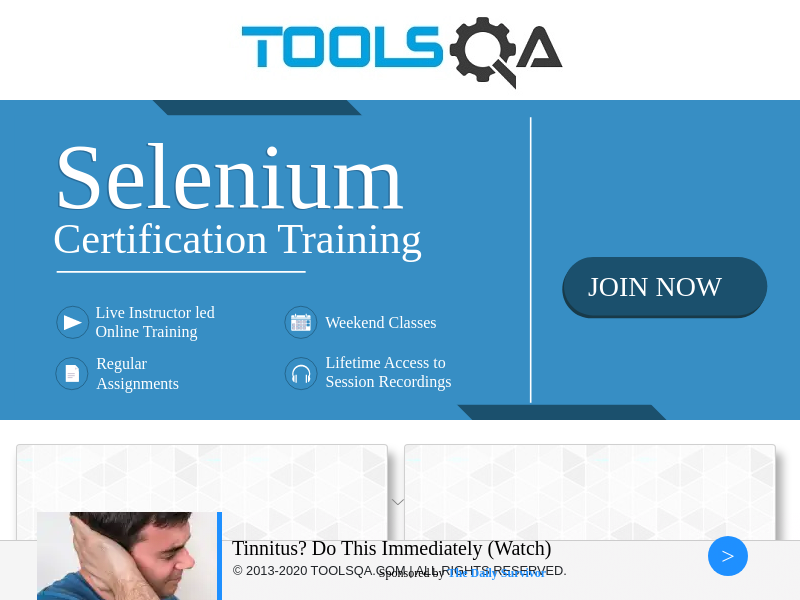 TOOLSQA
Selenium
Certification Training
Live Instructor led
Online Training
Weekend Classes
Regular
Assignments
Lifetime Access to
Session Recordings
JOIN NOW
Tinnitus? Do This Immediately (Watch)
© 2013-2020 TOOLSQA.COM | ALL RIGHTS RESERVED.
Sponsored by The Daily Survivor
>